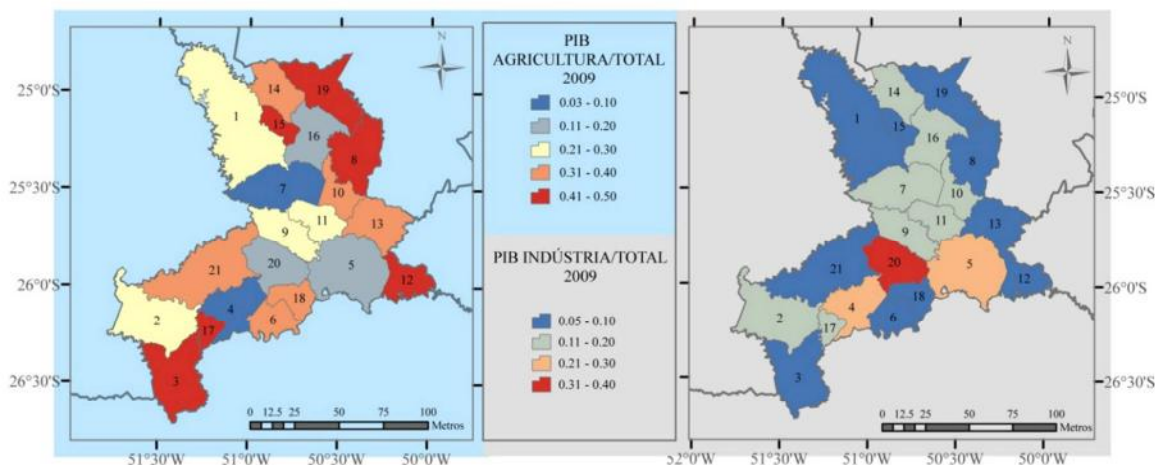 N
25°0'S
25°30'S
26°0'S
26°30'S
14
19
1
15
16
8
7
10
11
13
9
21
20
5
12
4
18
2
17
6
3
0 12.5 25 50 75 100
Metros
51°30'W 51°0'W 50°30'W 50°0'W
PIB
AGRICULTURA/TOTAL
2009
0.03 - 0.10
0.11 - 0.20
0.21 - 0.30
0.31 - 0.40
0.41 - 0.50
PIB INDÚSTRIA/TOTAL
2009
0.05 - 0.10
0.11 - 0.20
0.21 - 0.30
0.31 - 0.40
N
14
19
1
15
16
8
7
10
11
13
9
21
20
5
12
4
18
2
17
6
3
25°0'S
25°30'S
26°0'S
26°30'S
0 12.5 25 50 75 100
Metros
52°0'W 51°30'W 51°0'W 50°30'W 50°0'W